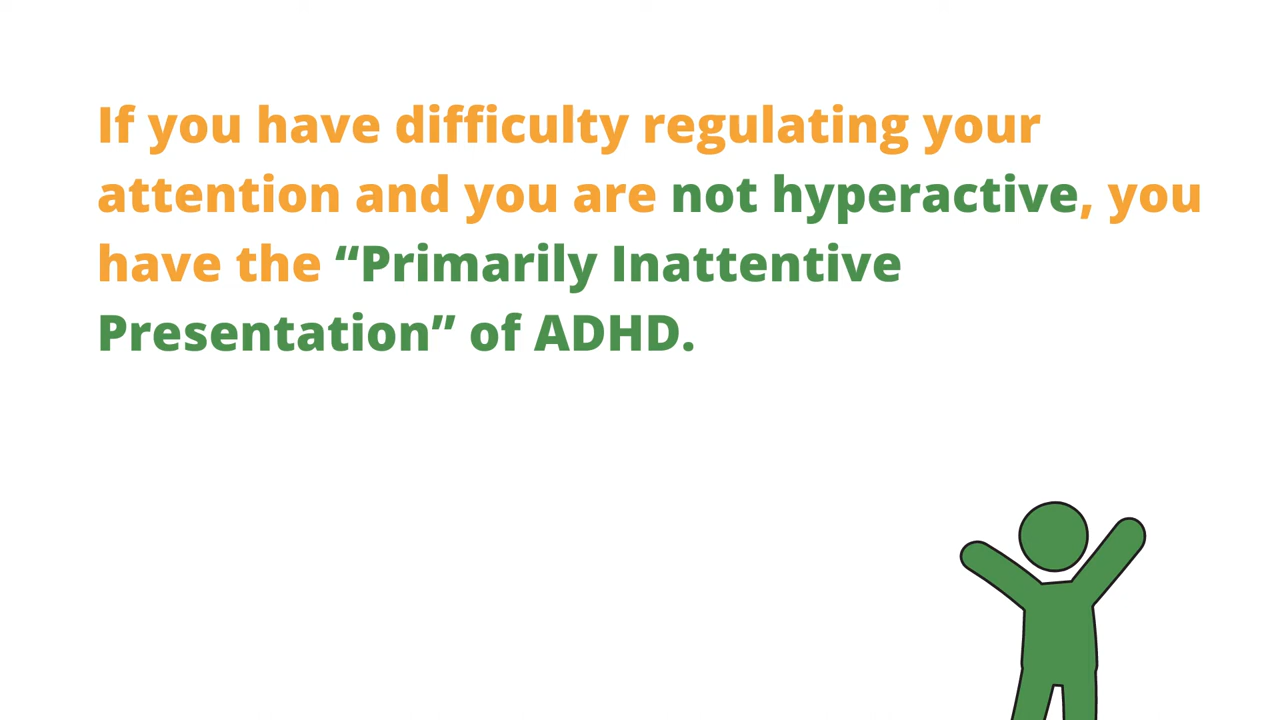 If you have difficulty regulating your
attention and you are not hyperactive, you
have the “Primarily Inattentive
Presentation” of ADHD.